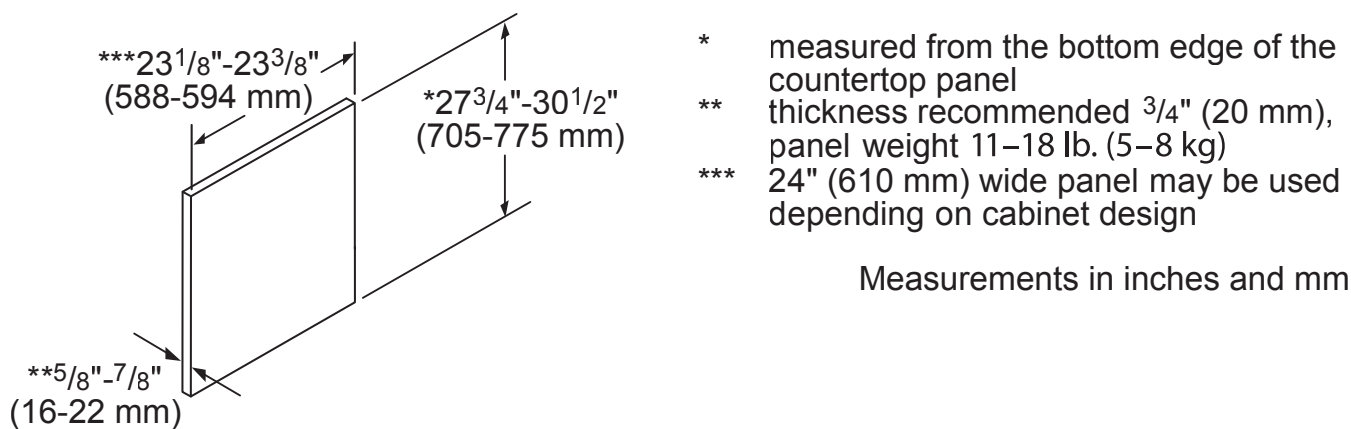 ***23 1/8"-23 3/8"
(588-594 mm)
*27 3/4"-30 1/2"
(705-775 mm)
**5/8"-7/8"
(16-22 mm)
* measured from the bottom edge of the
countertop panel
** thickness recommended 3/4" (20 mm),
panel weight 11–18 lb. (5–8 kg)
*** 24" (610 mm) wide panel may be used
depending on cabinet design
Measurements in inches and mm